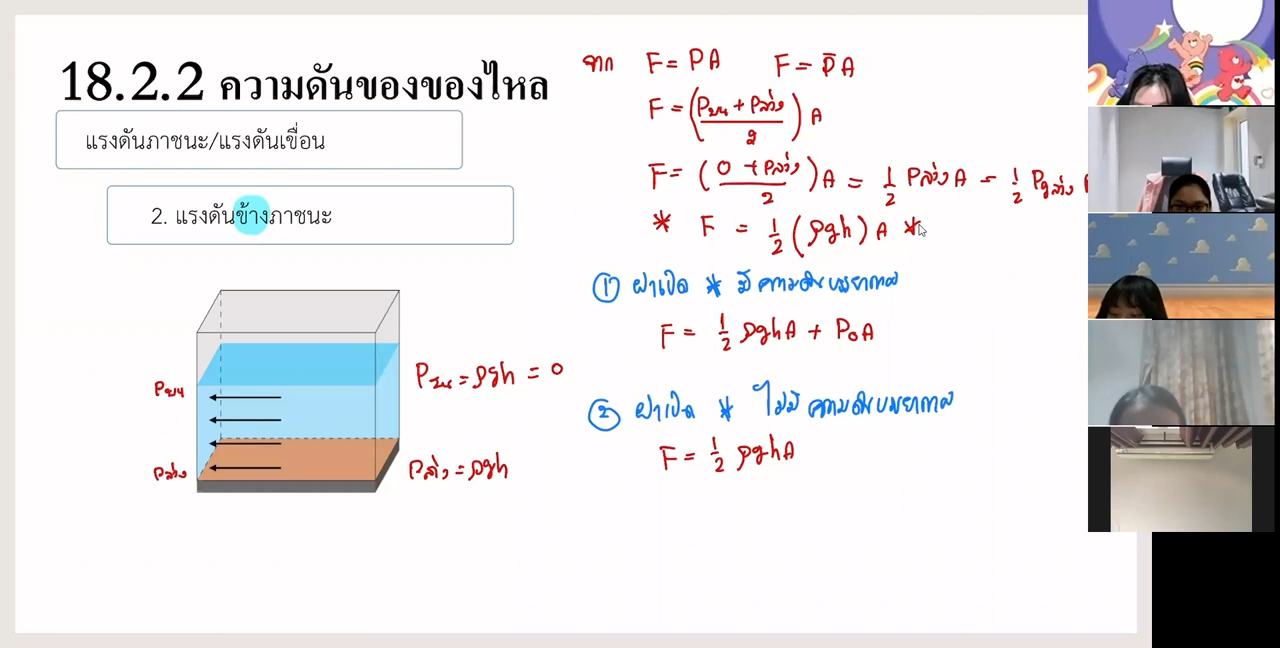 18.2.2 ความดันของของไหล
แรงดันภาชนะ/แรงดันเขื่อน
2. แรงดันข้างภาชนะ
Pบน
Pล่าง
Pบน = ρgh = 0
Pล่าง = ρgh
จาก F = PA F = P̄A
F = (Pบน + Pล่าง / 2) A
F = (0 + Pล่าง / 2) A = 1/2 Pล่าง A = 1/2 Pgล่าง
* F = 1/2 (ρgh) A *
① ฝาเปิด * มีความดันบรรยากาศ
F = 1/2 ρghA + P₀A
② ฝาเปิด * ไม่มีความดันบรรยากาศ
F = 1/2 ρghA